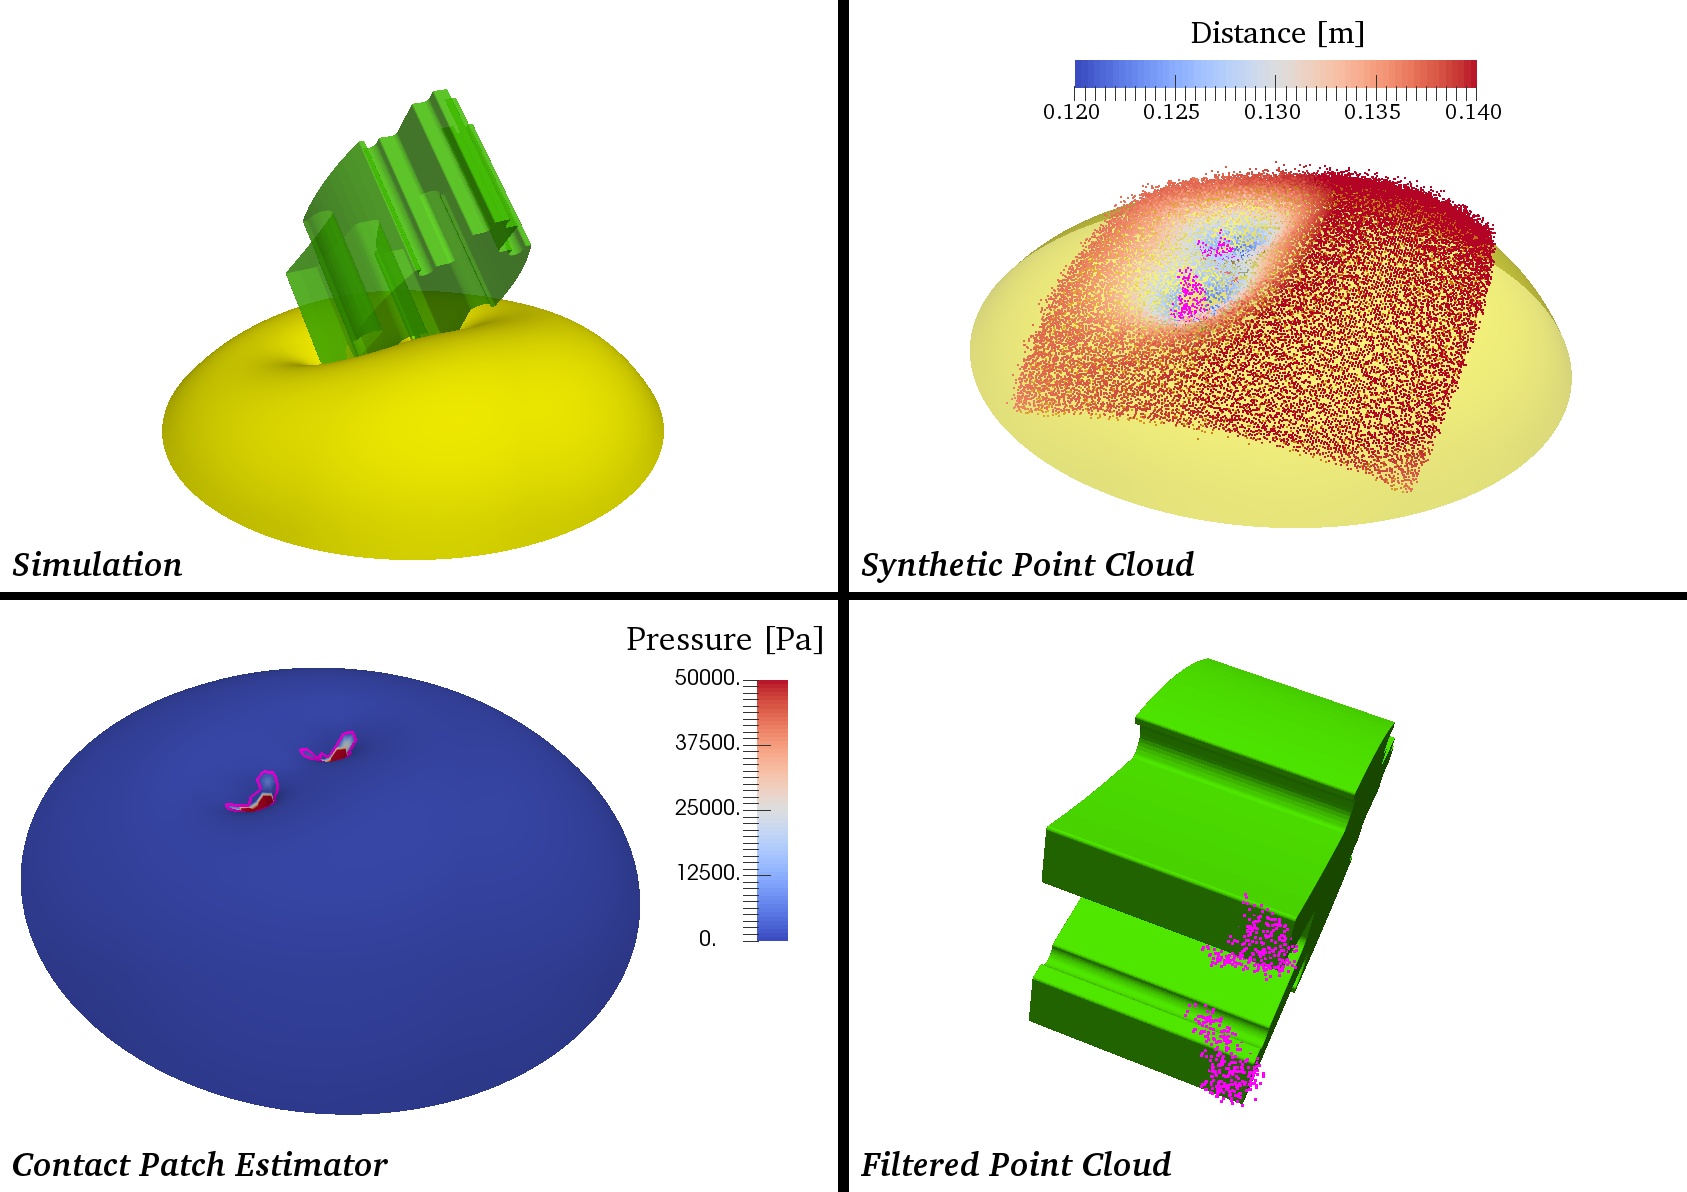 Distance [m]
0.120 0.125 0.130 0.135 0.140
Simulation
Synthetic Point Cloud
Pressure [Pa]
50000.
37500.
25000.
12500.
0.
Contact Patch Estimator
Filtered Point Cloud